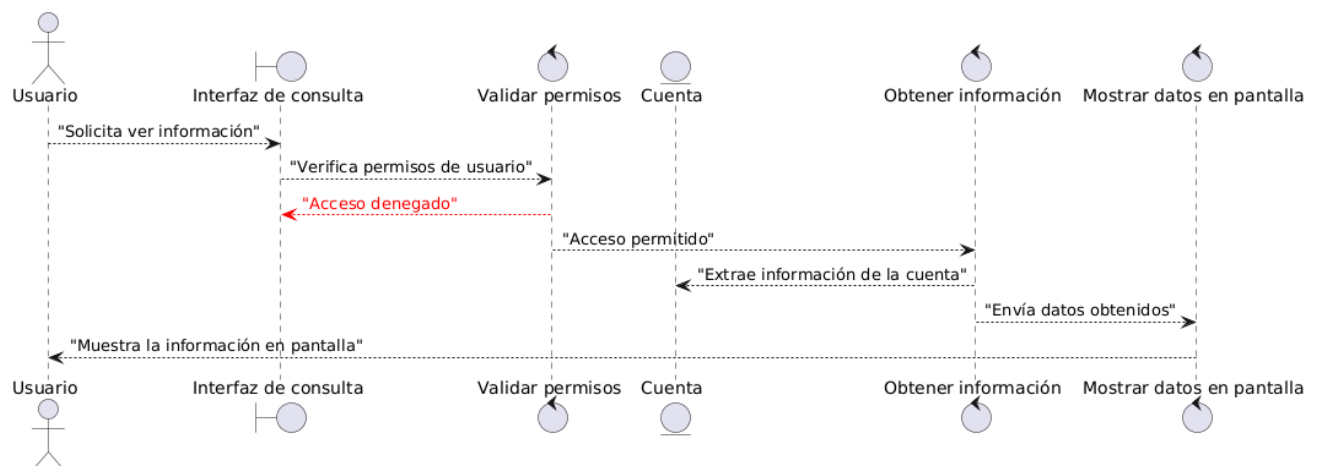 Usuario
Interfaz de consulta
Validar permisos
Cuenta
Obtener información
Mostrar datos en pantalla
"Solicita ver información"
"Verifica permisos de usuario"
"Acceso denegado"
"Acceso permitido"
"Extrae información de la cuenta"
"Envía datos obtenidos"
"Muestra la información en pantalla"
Usuario
Interfaz de consulta
Validar permisos
Cuenta
Obtener información
Mostrar datos en pantalla